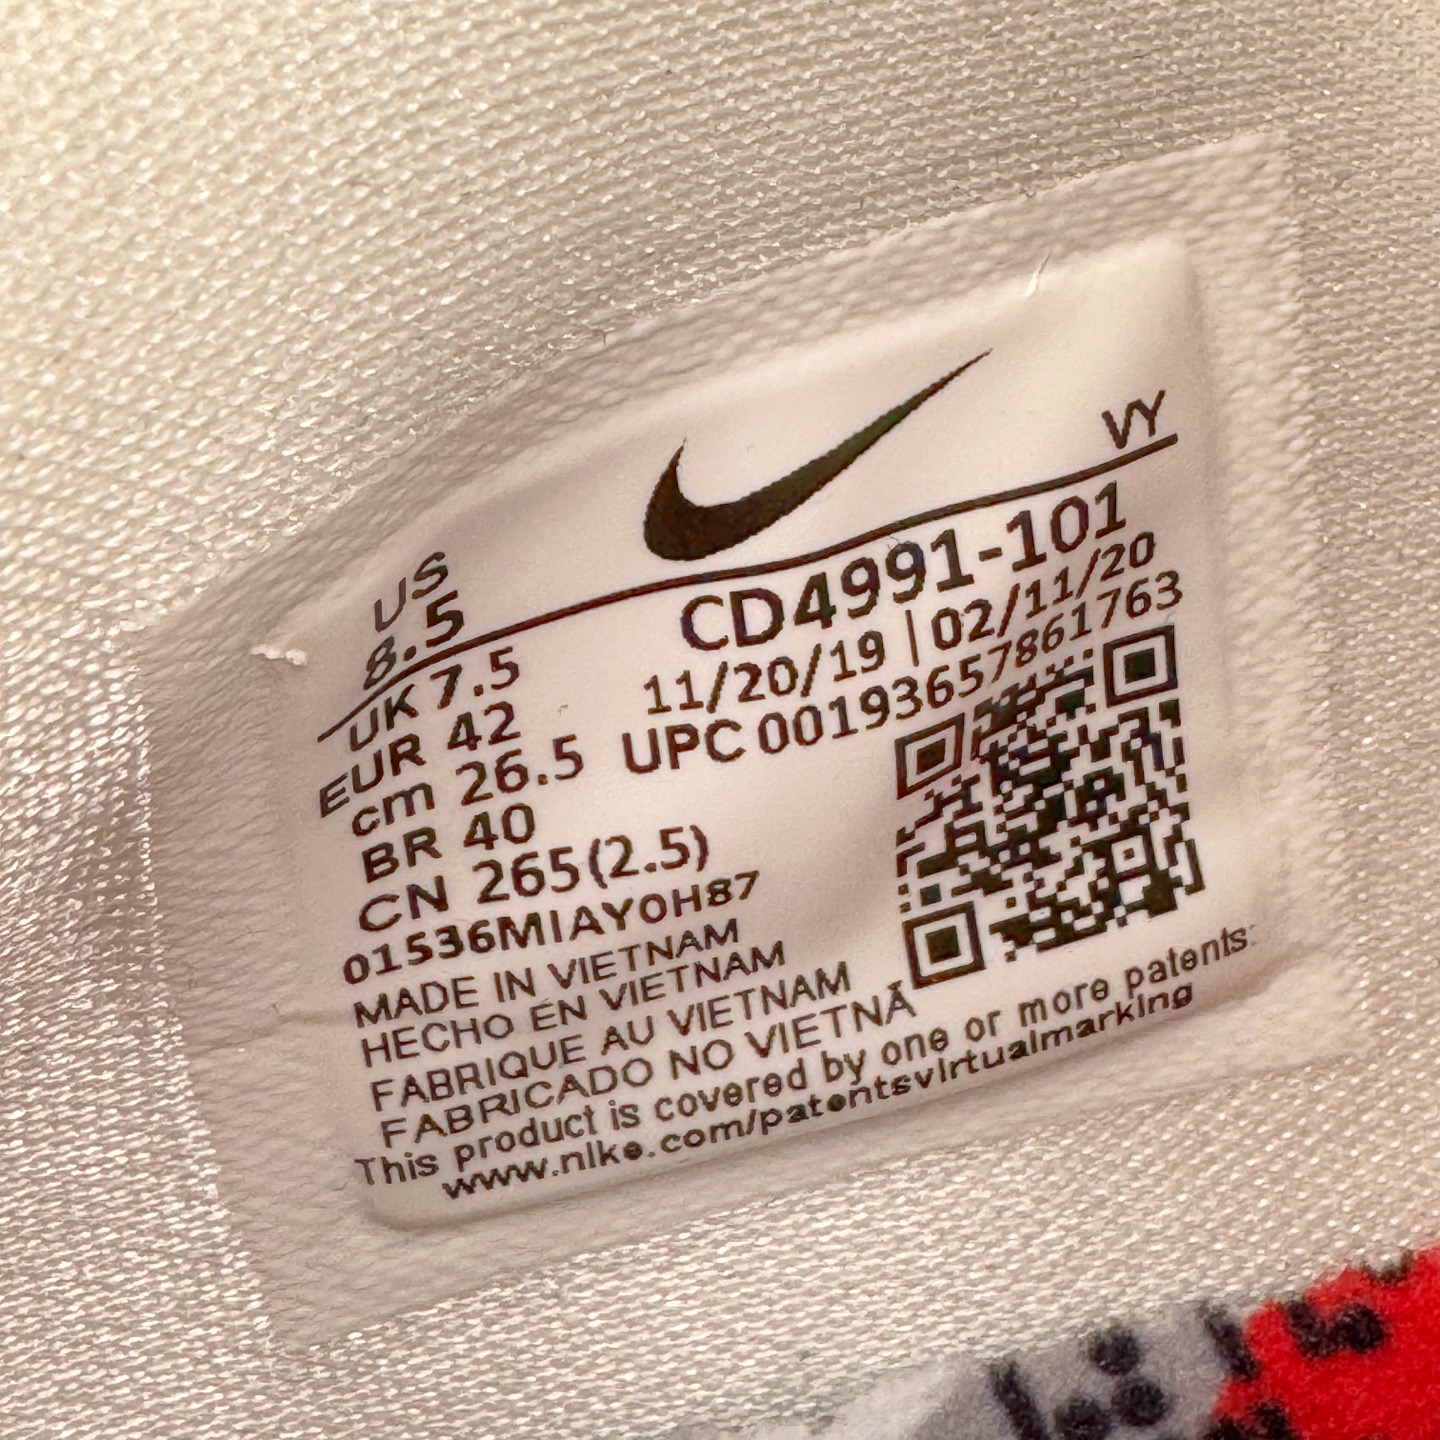 US
8.5
VY
UK 7.5
CD4991-101
EUR 42
11/20/19 | 02/11/20
cm 26.5
UPC 00193657861763
BR 40
CN 265(2.5)
01536MIAYOH87
MADE IN VIETNAM
HECHO EN VIETNAM
FABRIQUE AU VIETNAM
FABRICADO NO VIETNÃ
This product is covered by one or more patents:
www.nike.com/patentsvirtualmarking